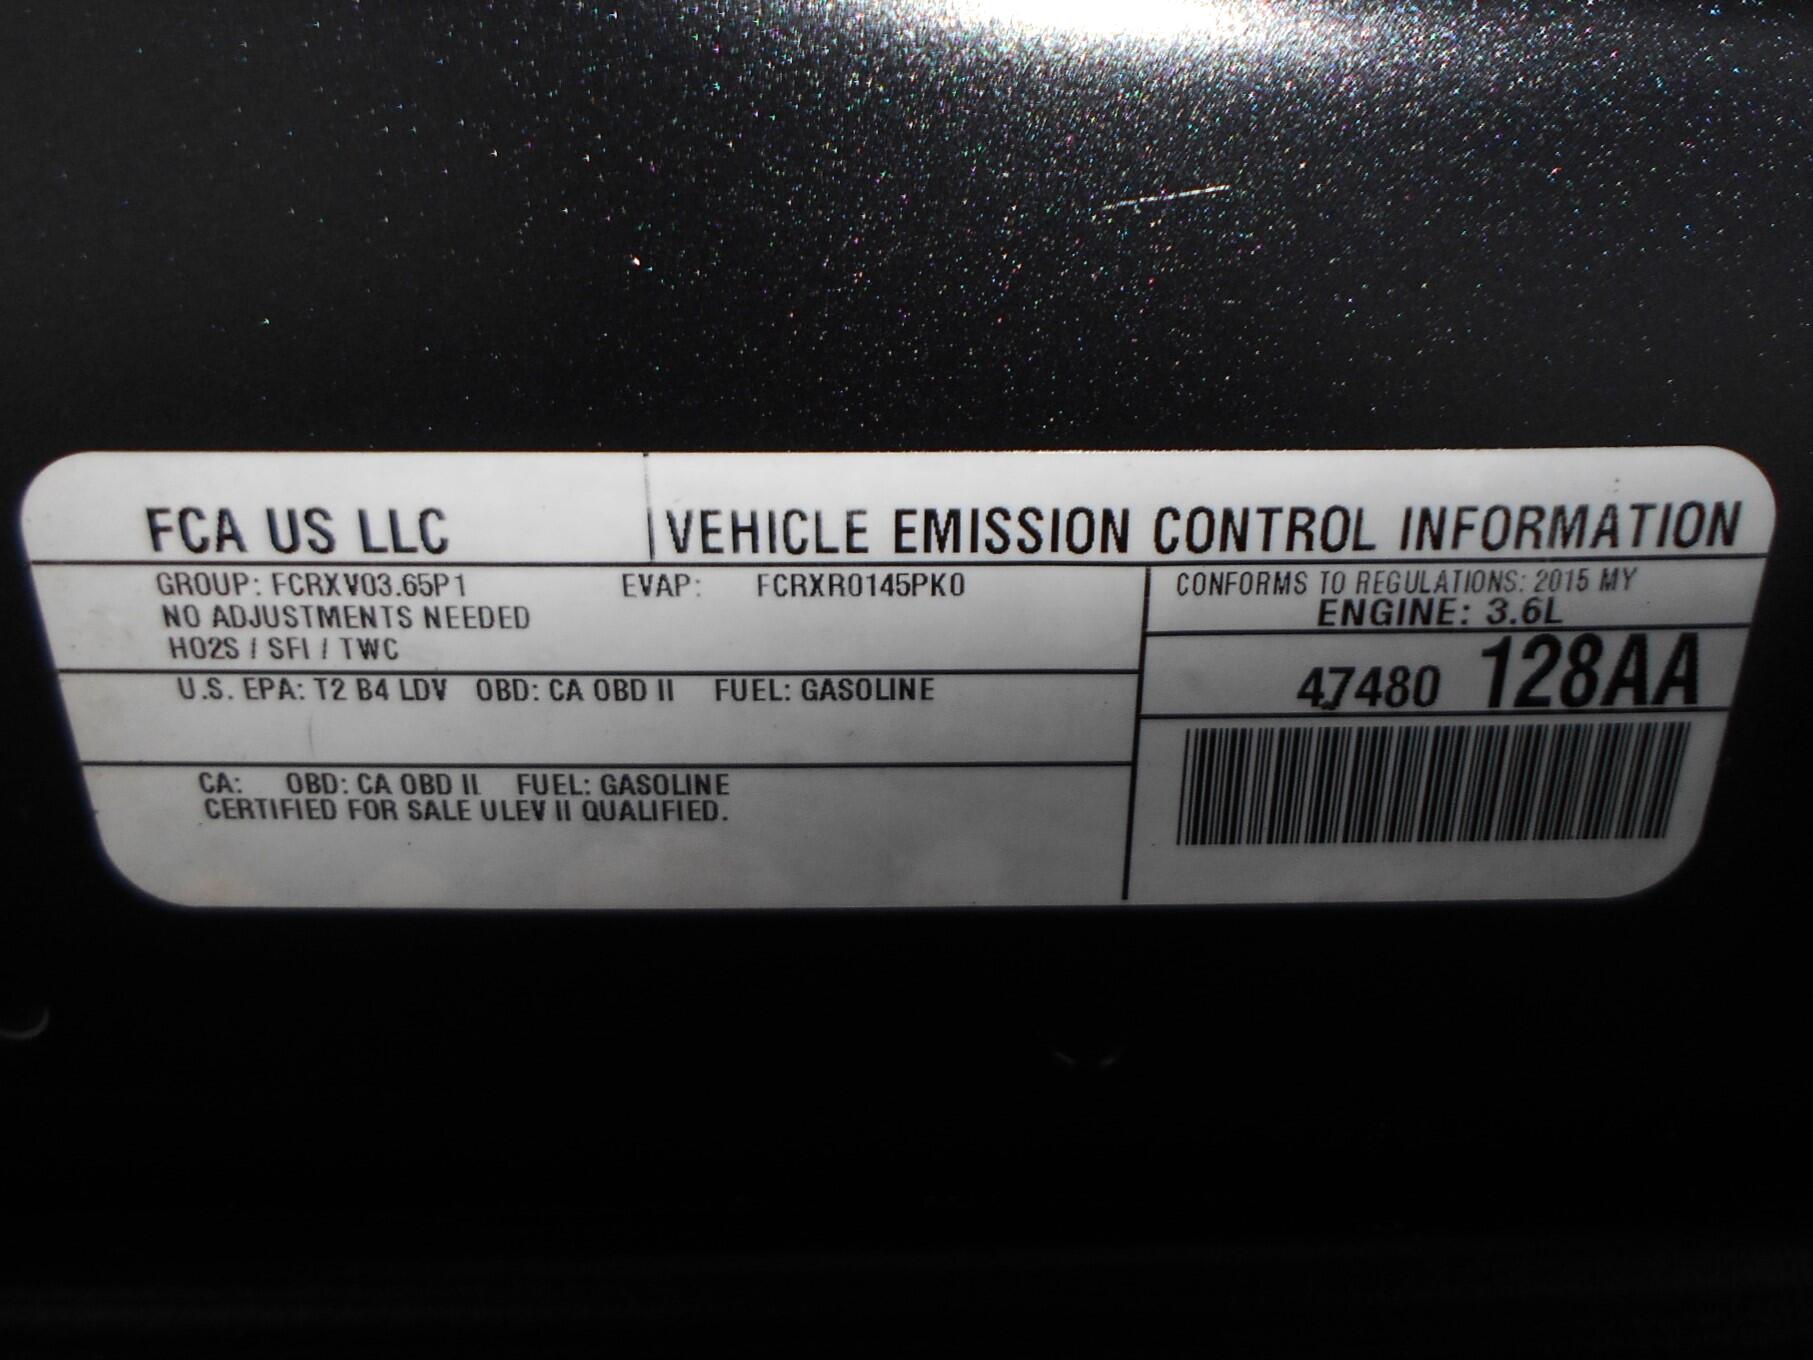 FCA US LLC
VEHICLE EMISSION CONTROL INFORMATION
GROUP: FCRXV03.65P1 EVAP: FCRXR0145PK0
NO ADJUSTMENTS NEEDED
HO2S / SFI / TWC
CONFORMS TO REGULATIONS: 2015 MY
ENGINE: 3.6L
47480 128AA
U.S. EPA: T2 B4 LDV OBD: CA OBD II FUEL: GASOLINE
CA: OBD: CA OBD II FUEL: GASOLINE
CERTIFIED FOR SALE ULEV II QUALIFIED.